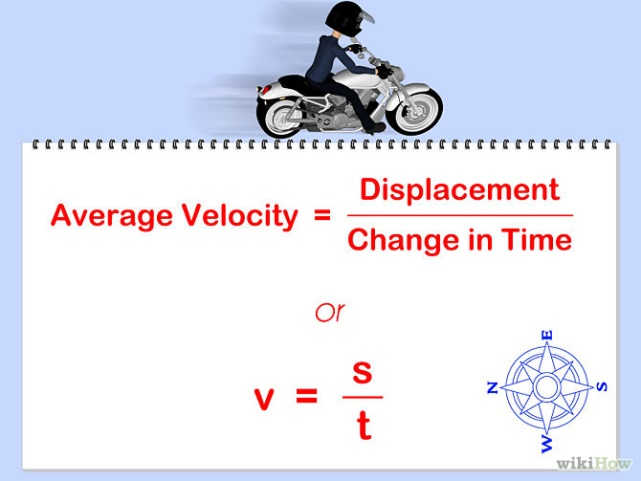 Displacement
Average Velocity =
Change in Time
Or
s
v =
t
E
N S
W
wikiHow